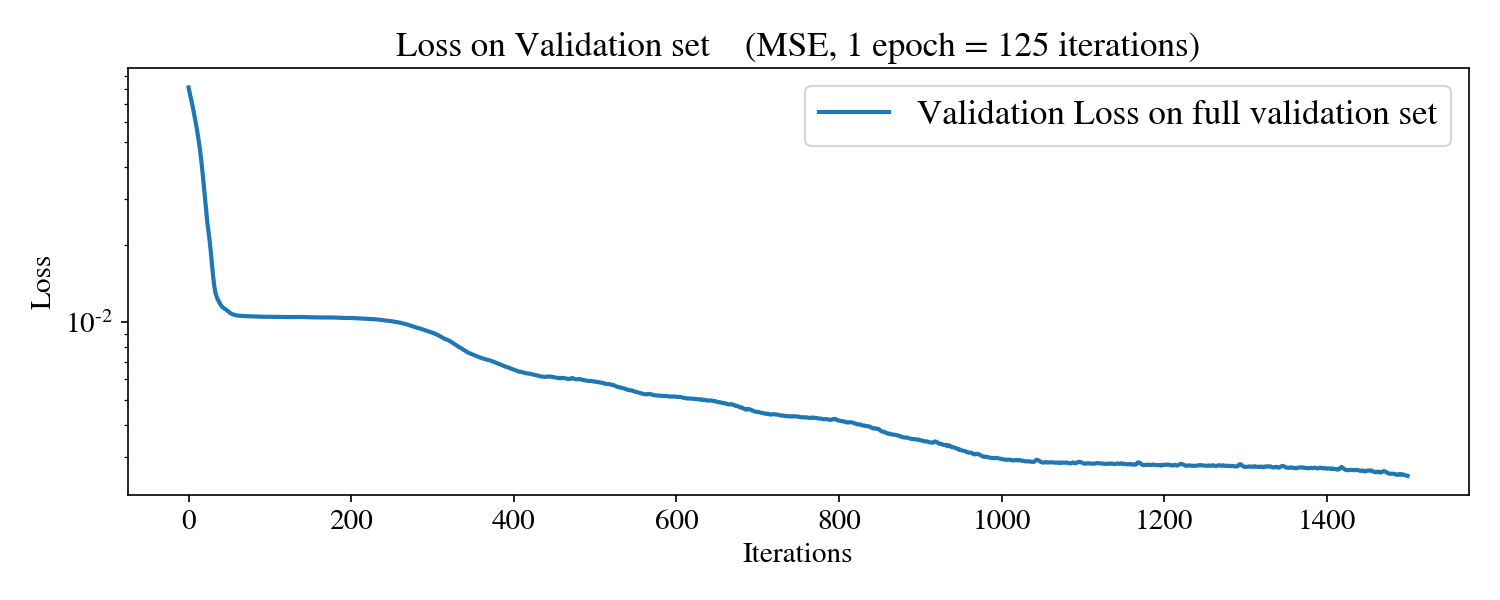 Loss on Validation set (MSE, 1 epoch = 125 iterations)
Validation Loss on full validation set
Loss
10⁻²
0 200 400 600 800 1000 1200 1400
Iterations